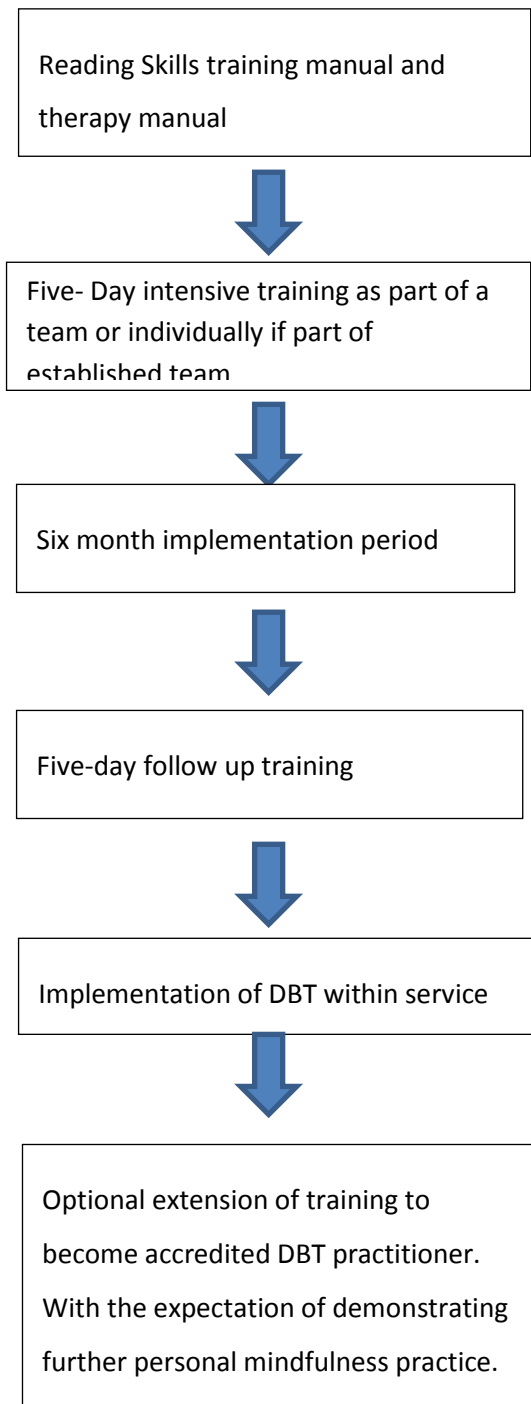 Reading Skills training manual and
therapy manual
Five- Day intensive training as part of a
team or individually if part of
established team
Six month implementation period
Five-day follow up training
Implementation of DBT within service
Optional extension of training to
become accredited DBT practitioner.
With the expectation of demonstrating
further personal mindfulness practice.